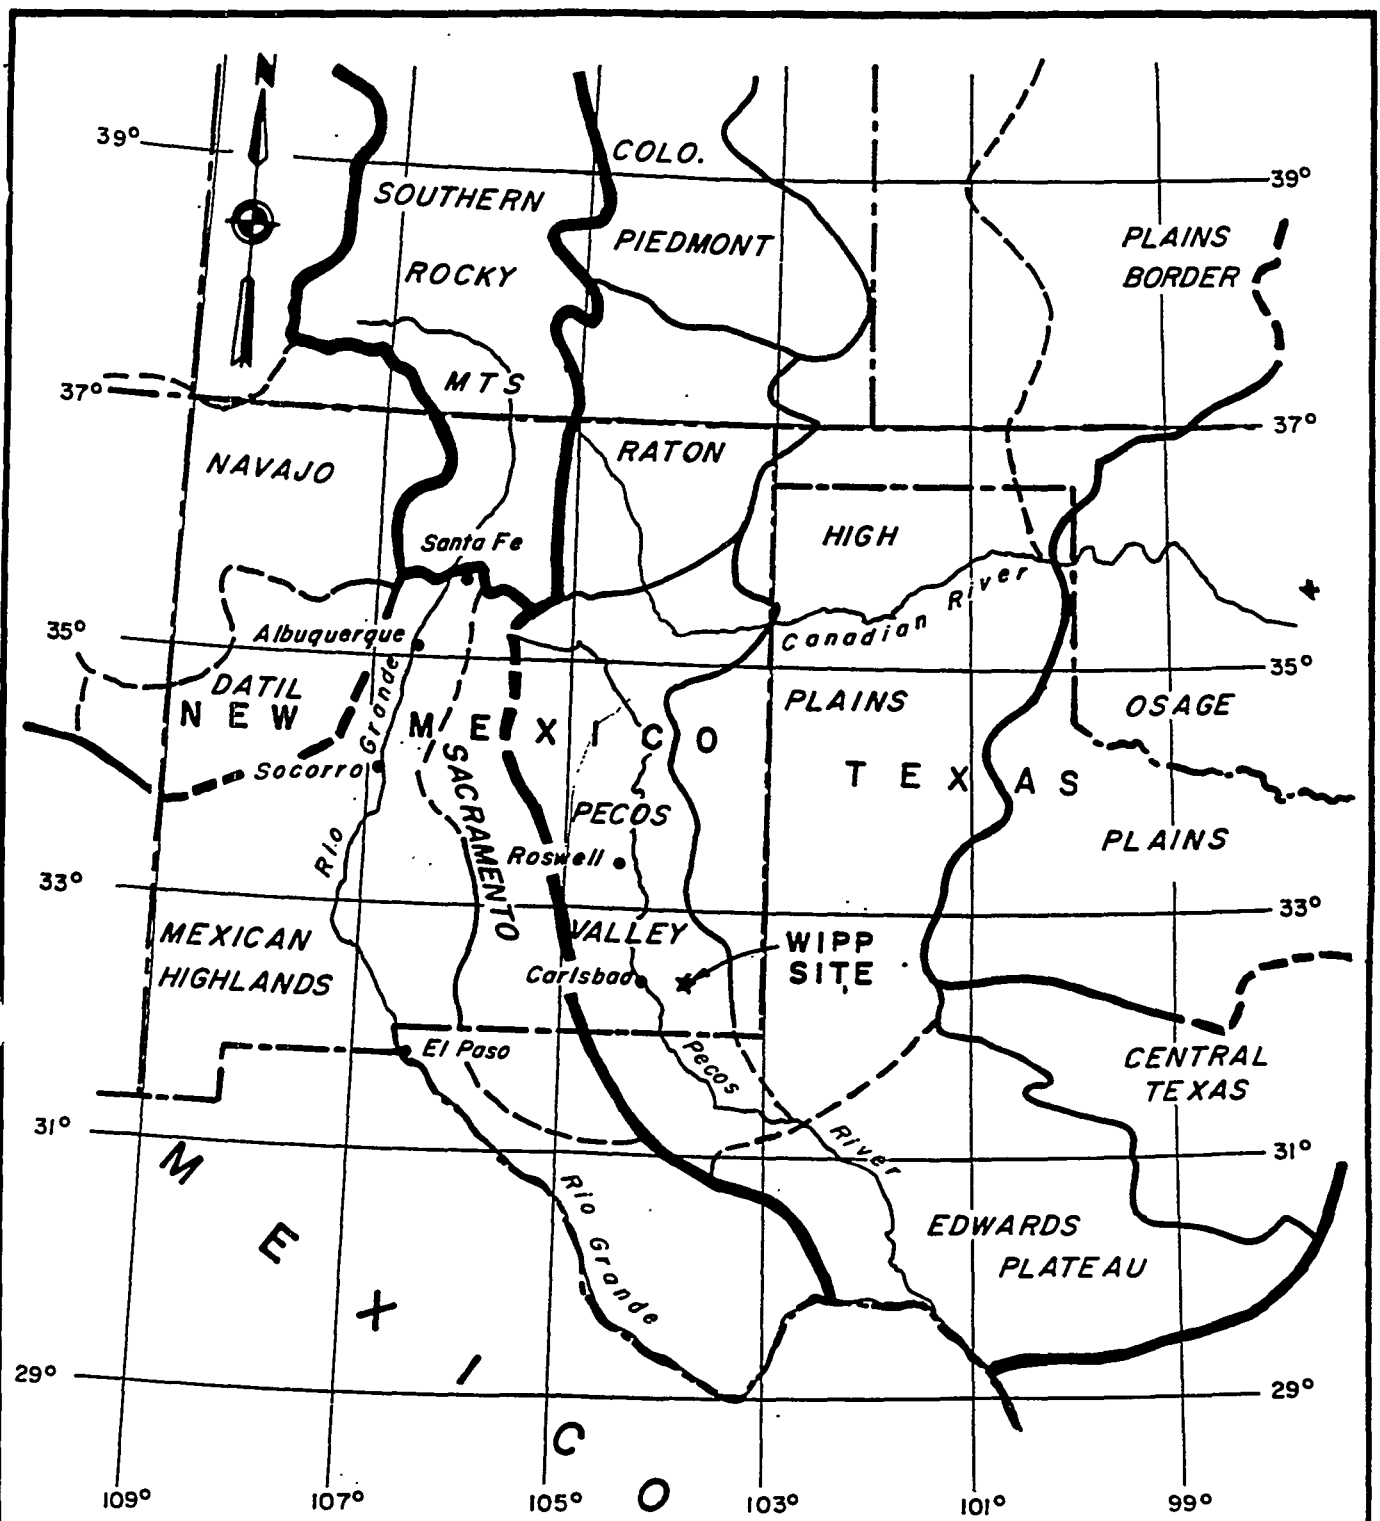 N
39°
COLO.
39°
SOUTHERN
ROCKY
MTS
PIEDMONT
PLAINS
BORDER
37°
37°
NAVAJO
RATON
HIGH
Santa Fe
Canadian River
35°
Albuquerque
35°
DATIL
PLAINS
OSAGE
NEW MEXICO
Rio Grande
SACRAMENTO
TEXAS
Socorro
PECOS
Roswell
PLAINS
33°
33°
VALLEY
MEXICAN
HIGHLANDS
WIPP
SITE
Carlsbad
El Paso
Pecos River
CENTRAL
TEXAS
31°
31°
MEXICO
Rio Grande
EDWARDS
PLATEAU
29°
29°
109°
107°
105°
103°
101°
99°